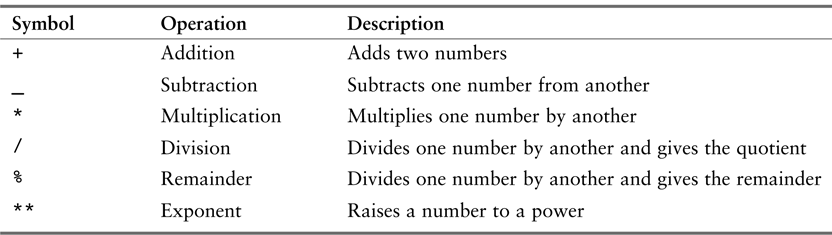 Symbol Operation Description
+ Addition Adds two numbers
_ Subtraction Subtracts one number from another
* Multiplication Multiplies one number by another
/ Division Divides one number by another and gives the quotient
% Remainder Divides one number by another and gives the remainder
** Exponent Raises a number to a power